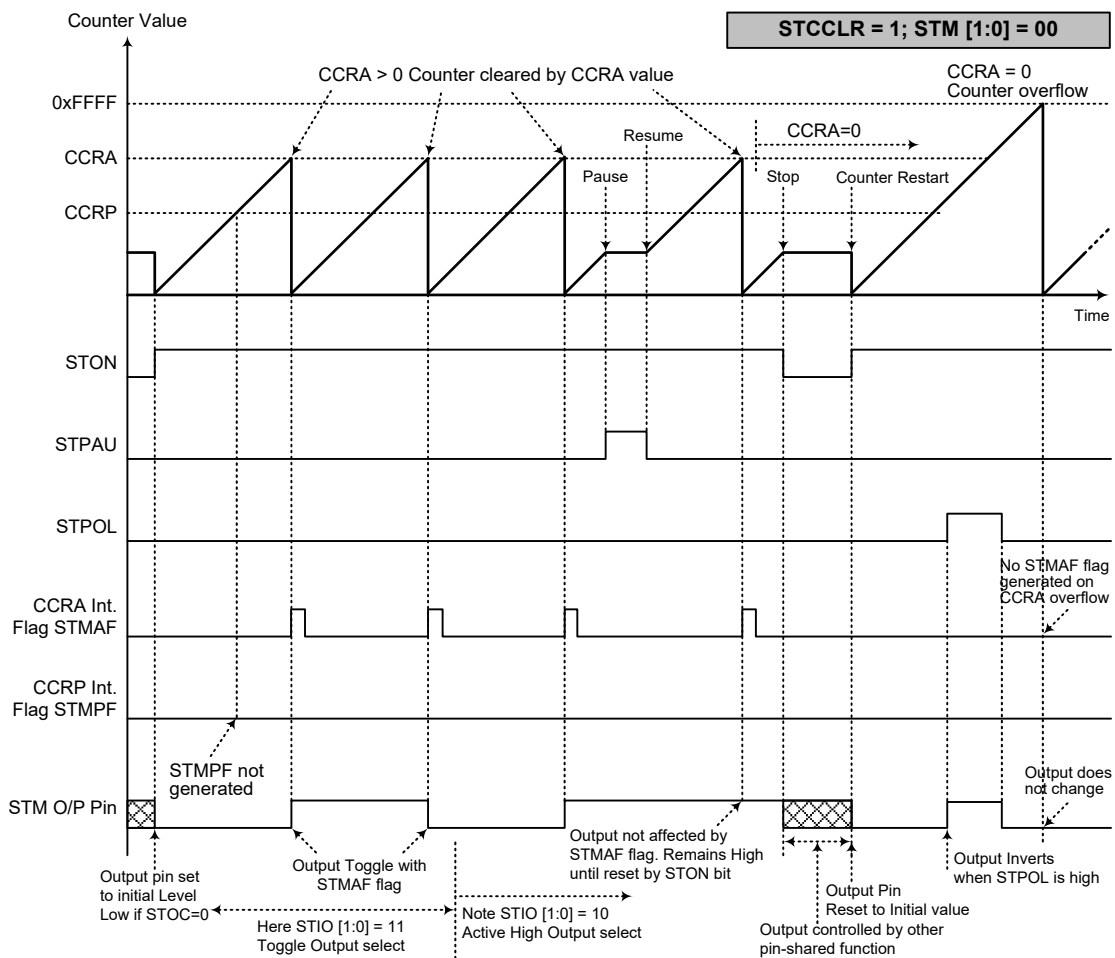 Counter Value
STCCLR = 1; STM [1:0] = 00
CCRA > 0 Counter cleared by CCRA value
CCRA = 0
Counter overflow
0xFFFF
Resume
CCRA=0
CCRA
Pause
Stop
Counter Restart
CCRP
Time
STON
STPAU
STPOL
No STMAF flag
generated on
CCRA overflow
CCRA Int.
Flag STMAF
CCRP Int.
Flag STMPF
STMPF not
generated
Output does
not change
STM O/P Pin
Output not affected by
STMAF flag. Remains High
until reset by STON bit
Output Toggle with
STMAF flag
Output Inverts
when STPOL is high
Output pin set
to initial Level
Low if STOC=0
Output Pin
Reset to Initial value
Here STIO [1:0] = 11
Toggle Output select
Note STIO [1:0] = 10
Active High Output select
Output controlled by other
pin-shared function